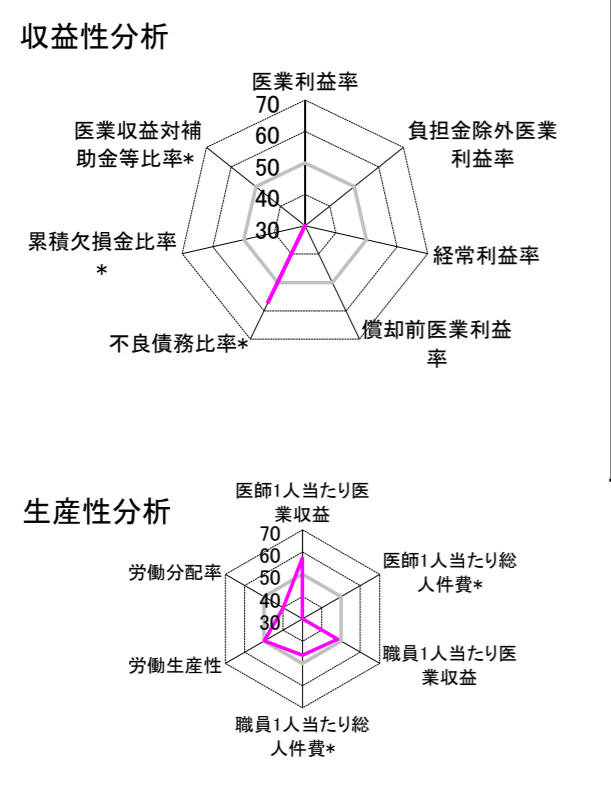 収益性分析
医業利益率
70
60
50
40
30
負担金除外医業
利益率
経常利益率
償却前医業利益
率
不良債務比率*
累積欠損金比率
*
医業収益対補
助金等比率*
生産性分析
医師1人当たり医
業収益
70
60
50
40
30
医師1人当たり総
人件費*
職員1人当たり医
業収益
職員1人当たり総
人件費*
労働生産性
労働分配率